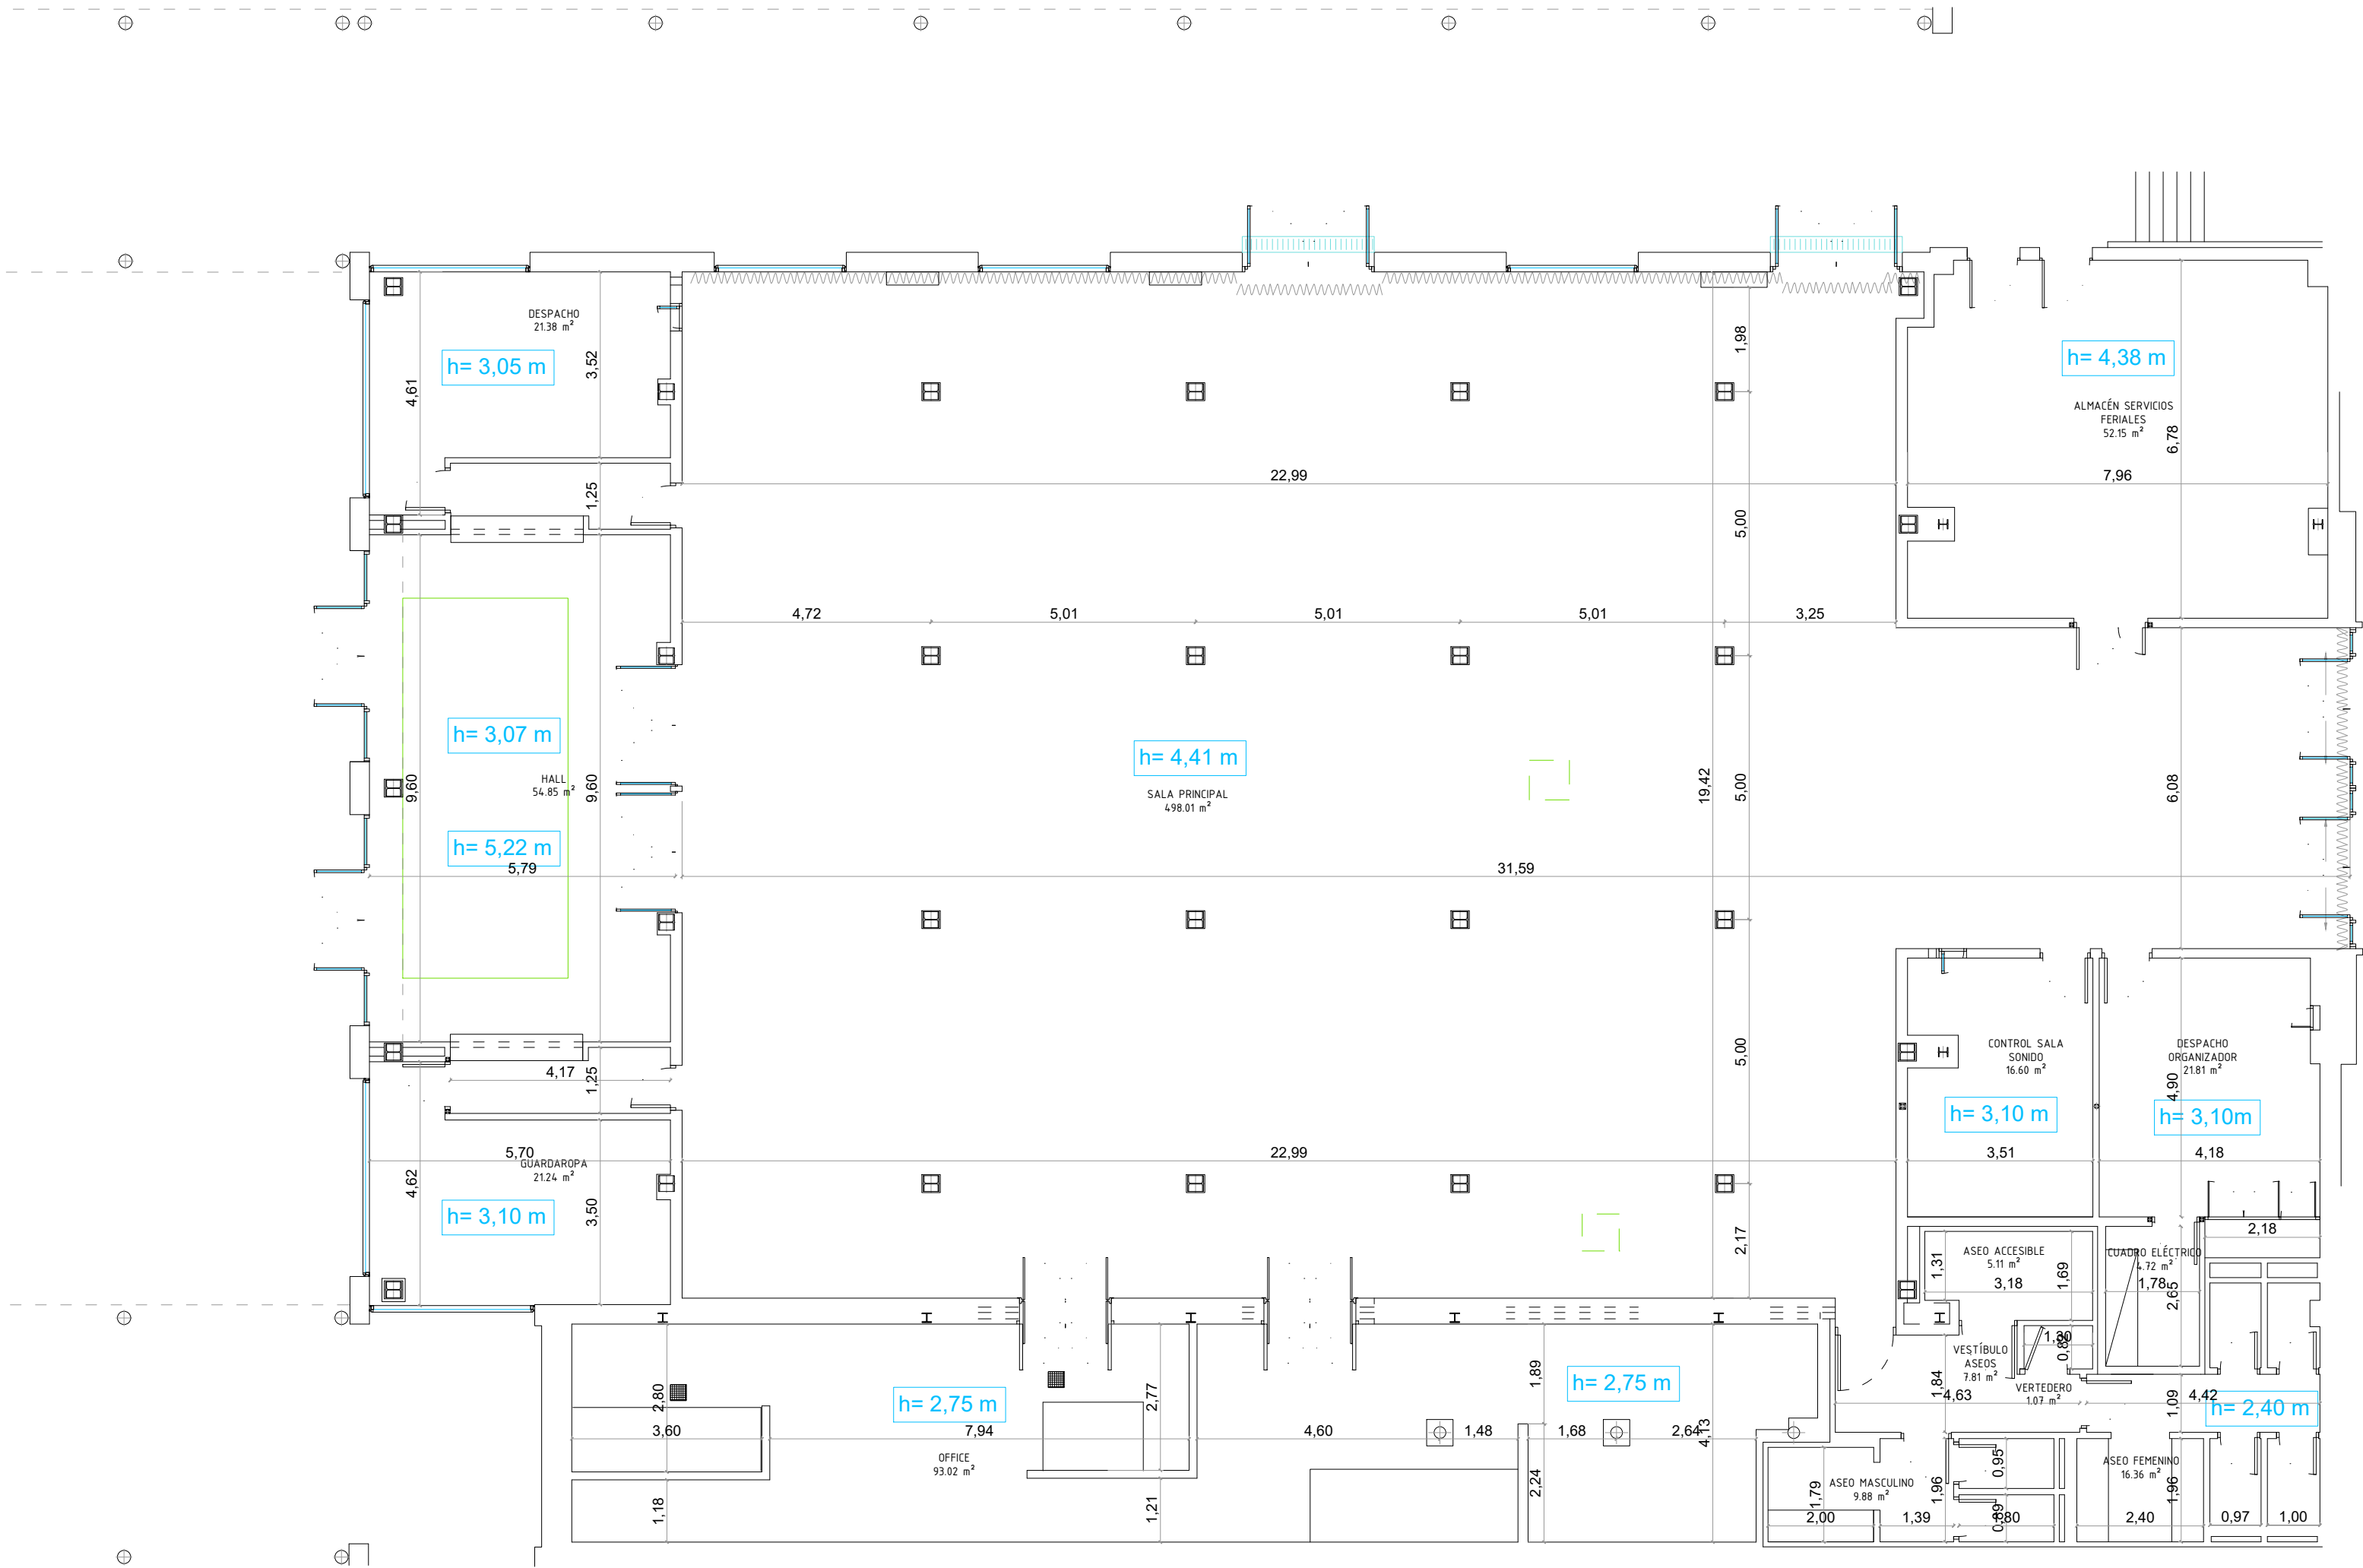 DESPACHO
21.38 m²
h= 3,05 m
4,61
3,52
1,25
h= 4,38 m
ALMACÉN SERVICIOS
FERIALES
52.15 m²
6,78
7,96
1,98
22,99
5,00
4,72
5,01
5,01
5,01
3,25
h= 3,07 m
HALL
54.85 m²
9,60
9,60
h= 5,22 m
5,79
h= 4,41 m
SALA PRINCIPAL
498.01 m²
19,42
5,00
6,08
31,59
4,17
1,25
5,00
CONTROL SALA
SONIDO
16.60 m²
h= 3,10 m
3,51
DESPACHO
ORGANIZADOR
21.81 m²
4,90
h= 3,10m
4,18
5,70
GUARDAROPA
21.24 m²
4,62
3,50
h= 3,10 m
22,99
2,17
2,18
ASEO ACCESIBLE
5.11 m²
1,31
3,18
1,69
CUADRO ELÉCTRICO
4.72 m²
1,78
2,65
1,30
VESTÍBULO
ASEOS
7.81 m²
1,84
4,63
VERTEDERO
1.07 m²
1,09
4,42
h= 2,40 m
2,80
3,60
h= 2,75 m
7,94
2,77
OFFICE
93.02 m²
1,18
1,21
4,60
1,48
1,89
h= 2,75 m
1,68
2,64
4,13
2,24
ASEO MASCULINO
9.88 m²
1,79
2,00
1,39
1,96
0,95
ASEO FEMENINO
16.36 m²
1,96
2,40
0,97
1,00